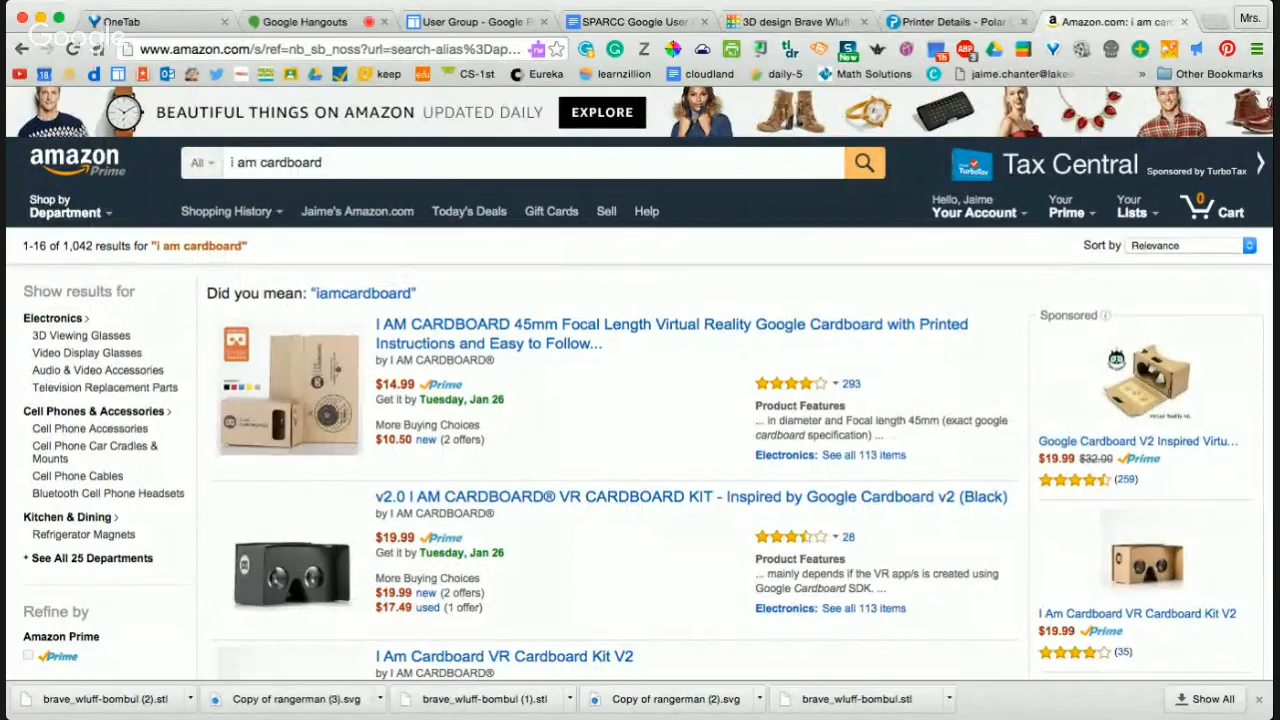 OneTab
Google Hangouts
User Group - Google
SPARCC Google User
3D design Brave Wluff
Printer Details - Polar
Amazon.com: i am car
Mrs.
Google
www.amazon.com/s/ref=nb_sb_noss?url=search-alias%3Dap...
keep
CS-1st
Eureka
learnzillion
cloudland
daily-5
Math Solutions
jaime.chanter@lake
»
Other Bookmarks
BEAUTIFUL THINGS ON AMAZON UPDATED DAILY EXPLORE
amazon Prime
All
i am cardboard
TurboTax
Tax Central
Sponsored by TurboTax
Shop by
Department
Shopping History
Jaime's Amazon.com
Today's Deals
Gift Cards
Sell
Help
Hello, Jaime
Your Account
Your
Prime
Your
Lists
0
Cart
1-16 of 1,042 results for "i am cardboard"
Sort by
Relevance
Show results for
Electronics
3D Viewing Glasses
Video Display Glasses
Audio & Video Accessories
Television Replacement Parts
Cell Phones & Accessories
Cell Phone Accessories
Cell Phone Car Cradles &
Mounts
Cell Phone Cables
Bluetooth Cell Phone Headsets
Kitchen & Dining
Refrigerator Magnets
+ See All 25 Departments
Refine by
Amazon Prime
Prime
Did you mean: "iamcardboard"
I AM CARDBOARD 45mm Focal Length Virtual Reality Google Cardboard with Printed
Instructions and Easy to Follow...
by I AM CARDBOARD®
$14.99 Prime
Get it by Tuesday, Jan 26
More Buying Choices
$10.50 new (2 offers)
293
Product Features
... in diameter and Focal length 45mm (exact google
cardboard specification) ...
Electronics: See all 113 items
v2.0 I AM CARDBOARD® VR CARDBOARD KIT - Inspired by Google Cardboard v2 (Black)
by I AM CARDBOARD®
$19.99 Prime
Get it by Tuesday, Jan 26
More Buying Choices
$19.99 new (2 offers)
$17.49 used (1 offer)
28
Product Features
... mainly depends if the VR app/s is created using
Google Cardboard SDK. ...
Electronics: See all 113 items
I Am Cardboard VR Cardboard Kit V2
by I AM CARDBOARD®
Sponsored
Google Cardboard V2 Inspired Virtu...
$19.99 $32.00 Prime
(259)
I Am Cardboard VR Cardboard Kit V2
$19.99 Prime
(35)
brave_wluff-bombul (2).stl
Copy of rangerman (3).svg
brave_wluff-bombul (1).stl
Copy of rangerman (2).svg
brave_wluff-bombul.stl
Show All